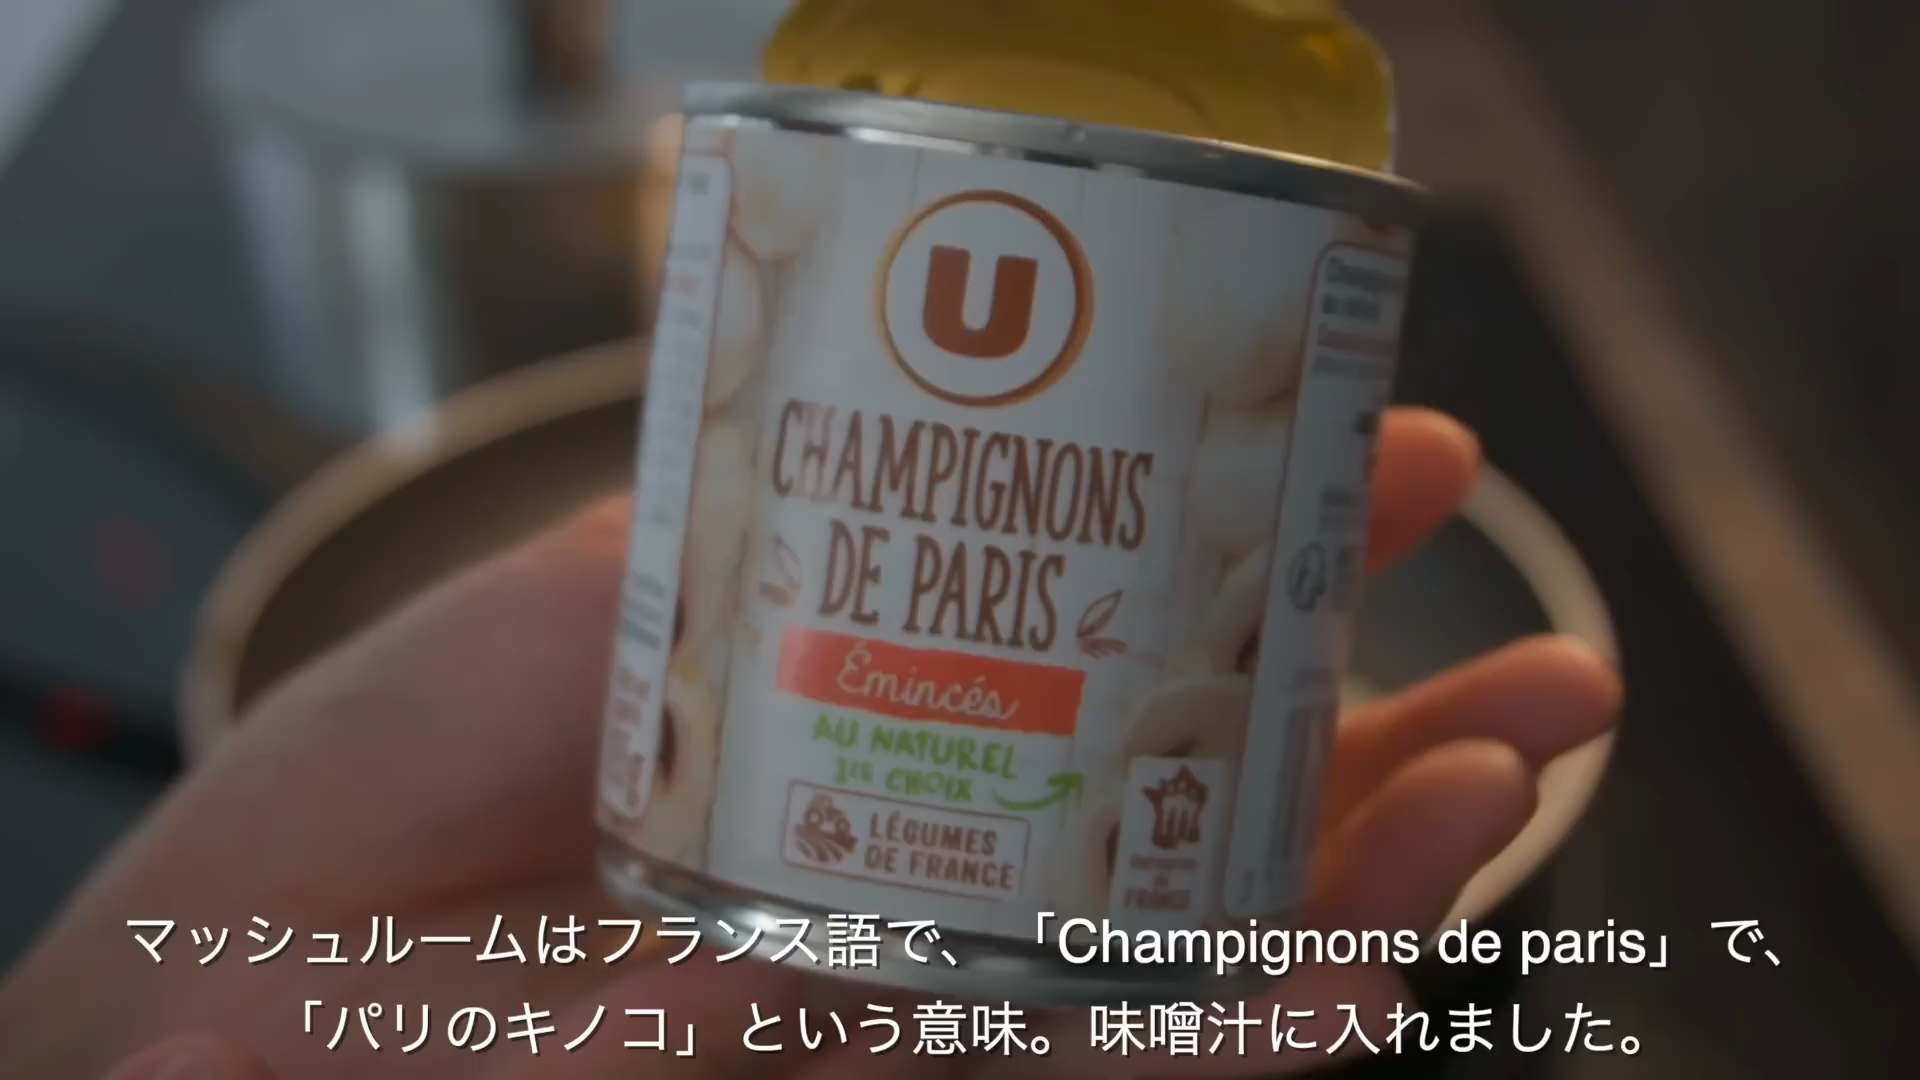 U
CHAMPIGNONS
DE PARIS
Émincés
AU NATUREL
1ER CHOIX
LÉGUMES
DE FRANCE
FRANCE
マッシュルームはフランス語で、「Champignons de paris」で、
「パリのキノコ」という意味。味噌汁に入れました。